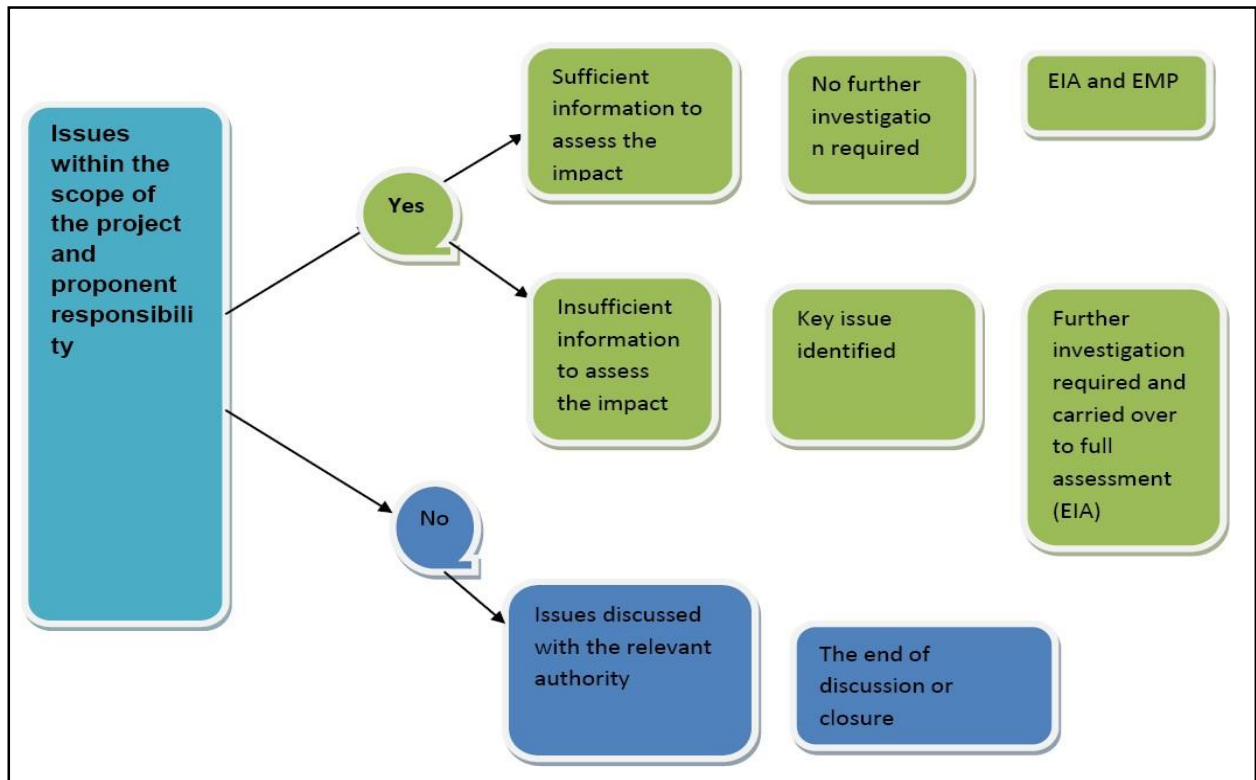 Issues
within the
scope of
the project
and
proponent
responsibili
ty
Yes
Sufficient
information to
assess the
impact
No further
investigatio
n required
EIA and EMP
Insufficient
information
to assess
the impact
Key issue
identified
Further
investigation
required and
carried over
to full
assessment
(EIA)
No
Issues discussed
with the relevant
authority
The end of
discussion or
closure